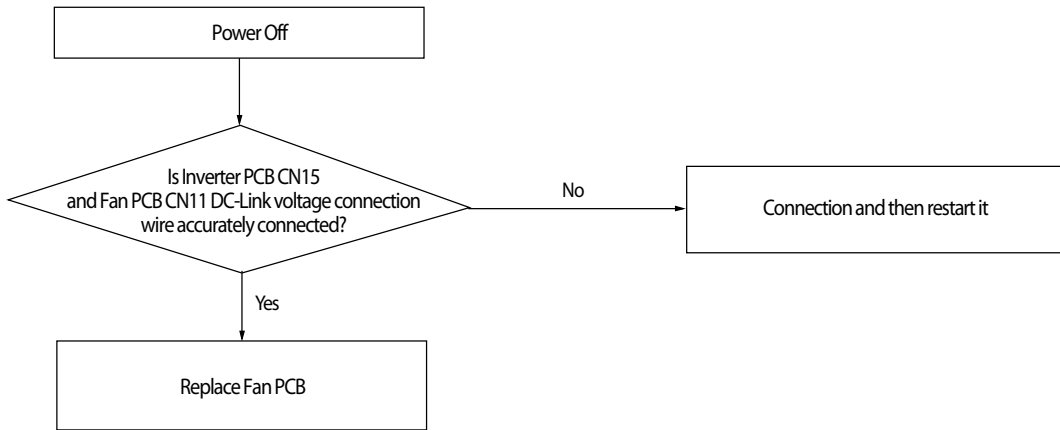 Power Off
Is Inverter PCB CN15
and Fan PCB CN11 DC-Link voltage connection
wire accurately connected?
No
Connection and then restart it
Yes
Replace Fan PCB